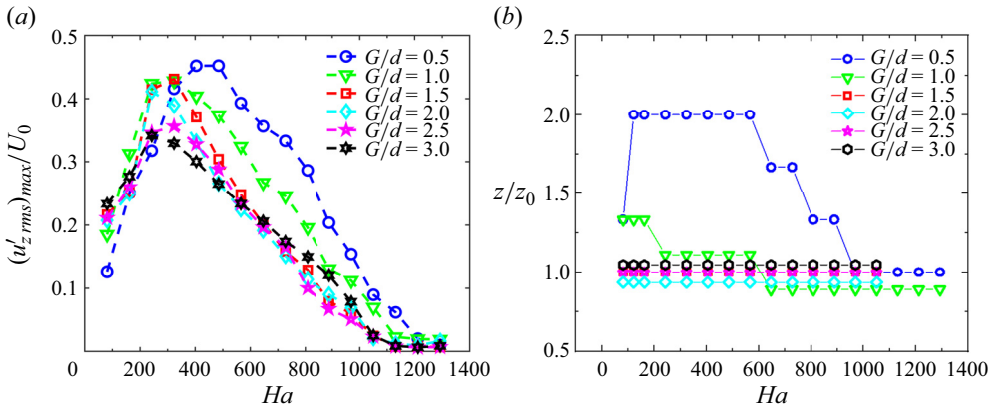 (a)
(u′z rms)max/U0
0.5
0.4
0.3
0.2
0.1
0 200 400 600 800 1000 1200 1400
Ha
G/d = 0.5
G/d = 1.0
G/d = 1.5
G/d = 2.0
G/d = 2.5
G/d = 3.0
(b)
z/z0
2.5
2.0
1.5
1.0
0.5
0 200 400 600 800 1000 1200 1400
Ha
G/d = 0.5
G/d = 1.0
G/d = 1.5
G/d = 2.0
G/d = 2.5
G/d = 3.0